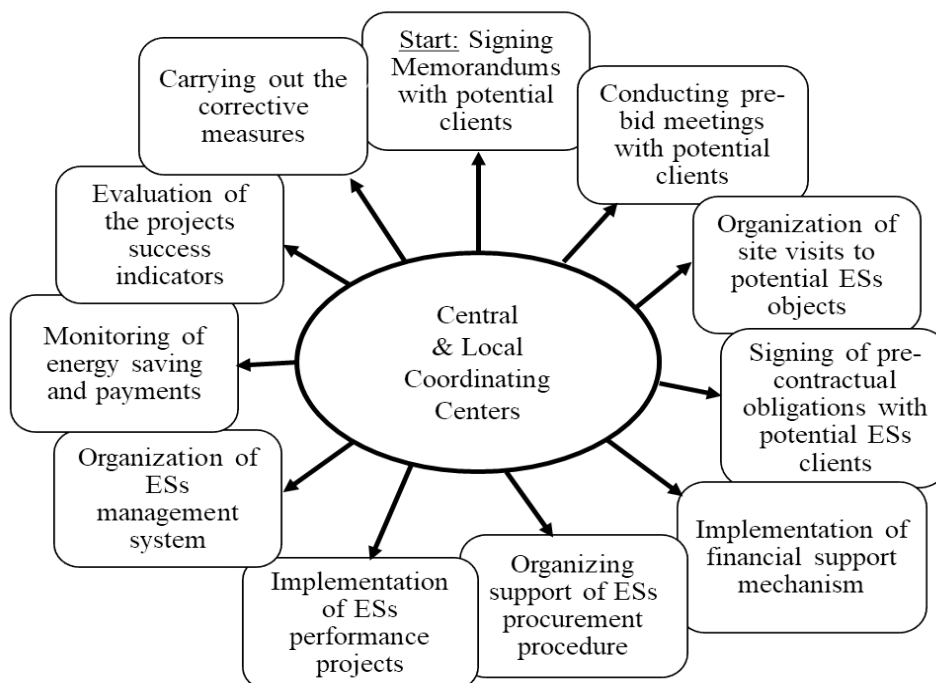 Start: Signing
Memorandums
with potential
clients
Conducting pre-
bid meetings
with potential
clients
Organization of
site visits to
potential ESs
objects
Signing of pre-
contractual
obligations with
potential ESs
clients
Implementation of
financial support
mechanism
Organizing
support of ESs
procurement
procedure
Implementation
of ESs
performance
projects
Organization of
ESs
management
system
Monitoring of
energy saving
and payments
Evaluation of
the projects
success
indicators
Carrying out the
corrective
measures
Central
& Local
Coordinating
Centers